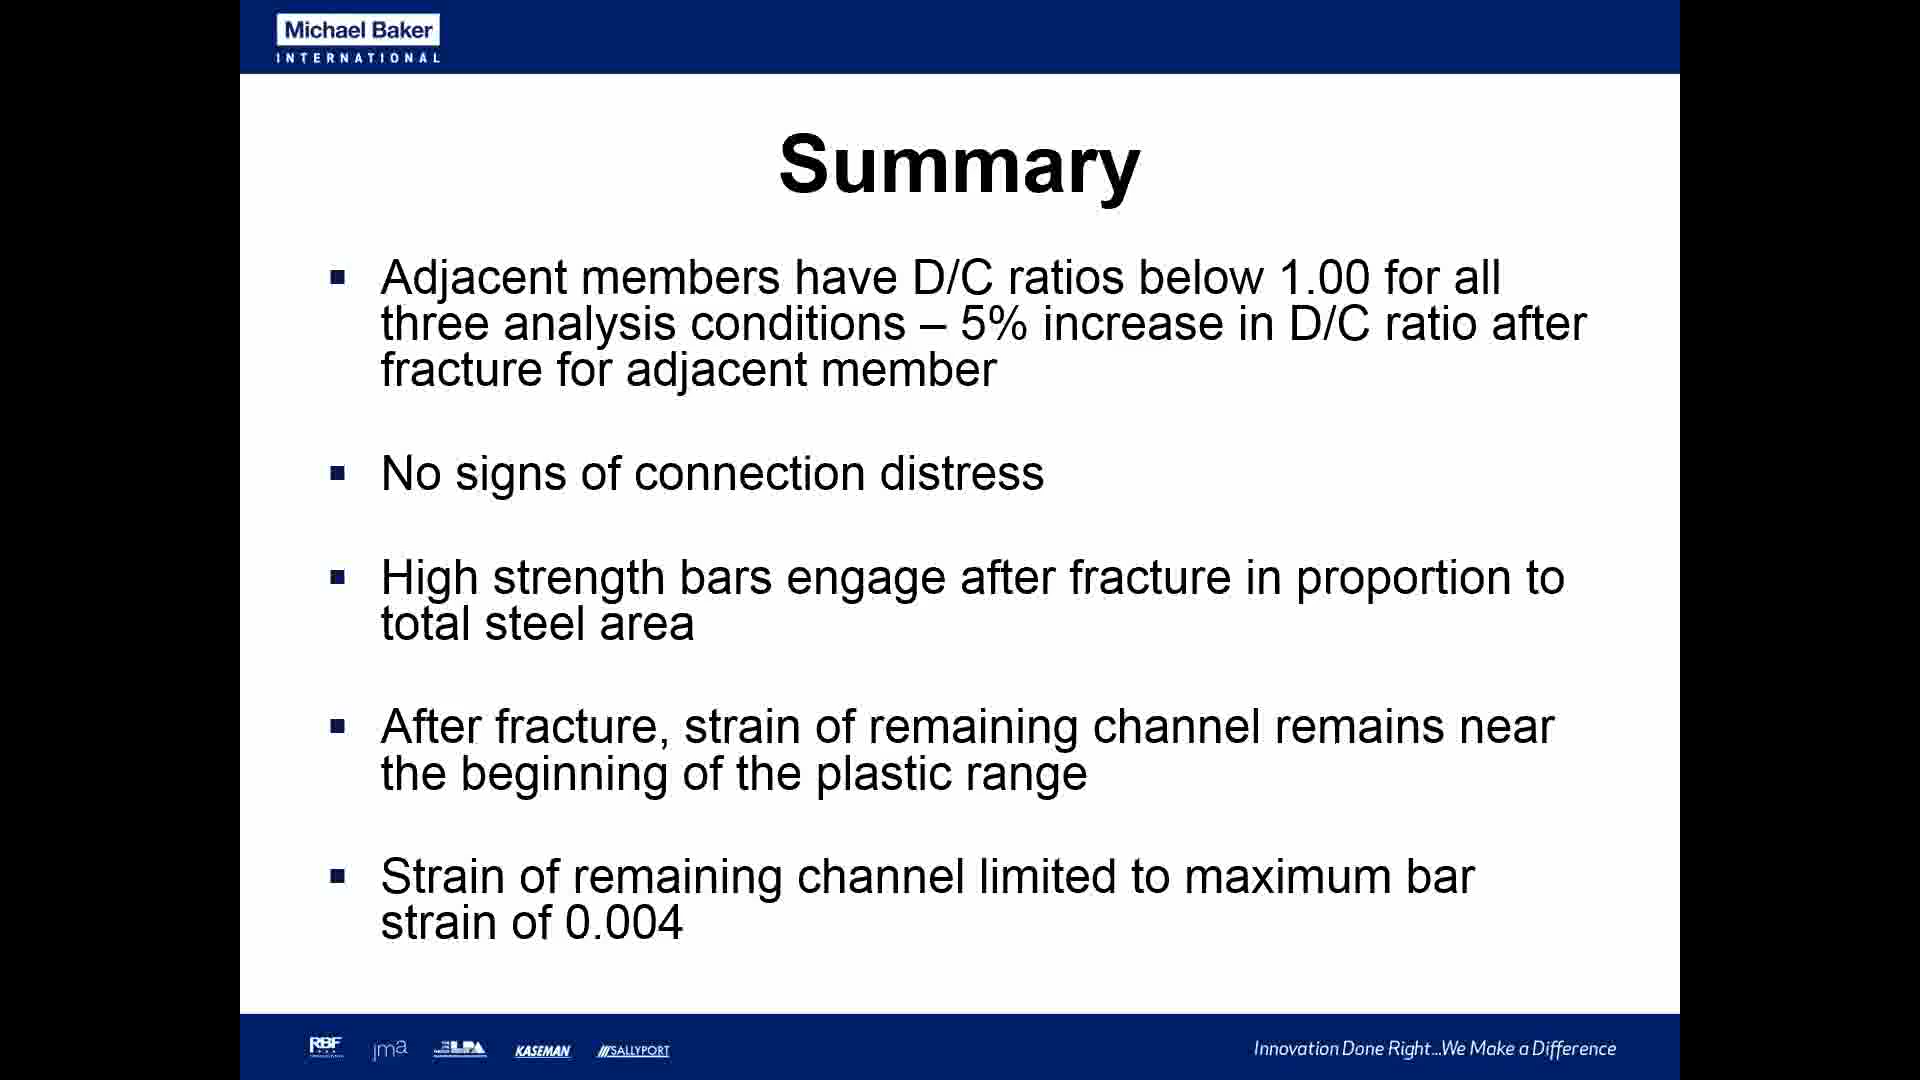 Michael Baker
INTERNATIONAL
Summary
▪ Adjacent members have D/C ratios below 1.00 for all
three analysis conditions – 5% increase in D/C ratio after
fracture for adjacent member
▪ No signs of connection distress
▪ High strength bars engage after fracture in proportion to
total steel area
▪ After fracture, strain of remaining channel remains near
the beginning of the plastic range
▪ Strain of remaining channel limited to maximum bar
strain of 0.004
RBF
jma
LPA
KASEMAN
SALLYPORT
Innovation Done Right...We Make a Difference